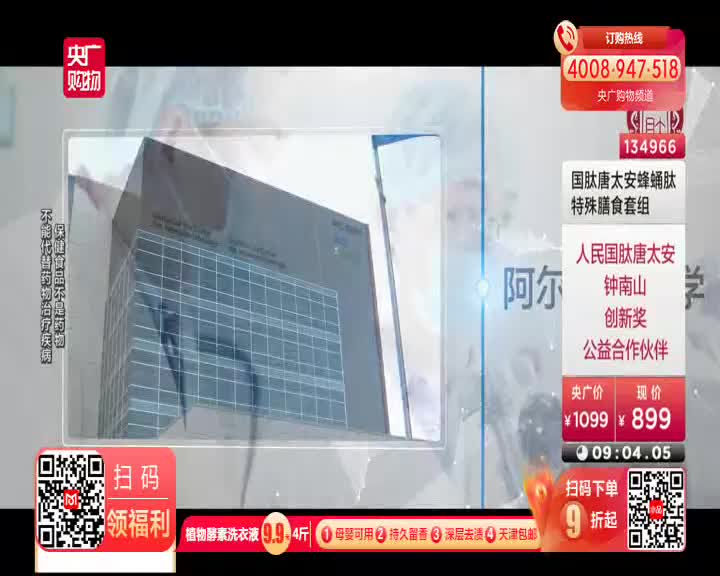 央广
购物
订购热线
4008·947·518
央广购物频道
134966
国肽唐太安蜂蛹肽
特殊膳食套组
人民国肽唐太安
钟南山
创新奖
公益合作伙伴
央广价
¥1099
现价
¥899
09:04.05
保健食品不是药物
不能代替药物治疗疾病
阿尔
学
扫码
领福利
植物酵素洗衣液 9.9元 4斤 1母婴可用 2持久留香 3深层去渍 4天津包邮
扫码下单
9折起